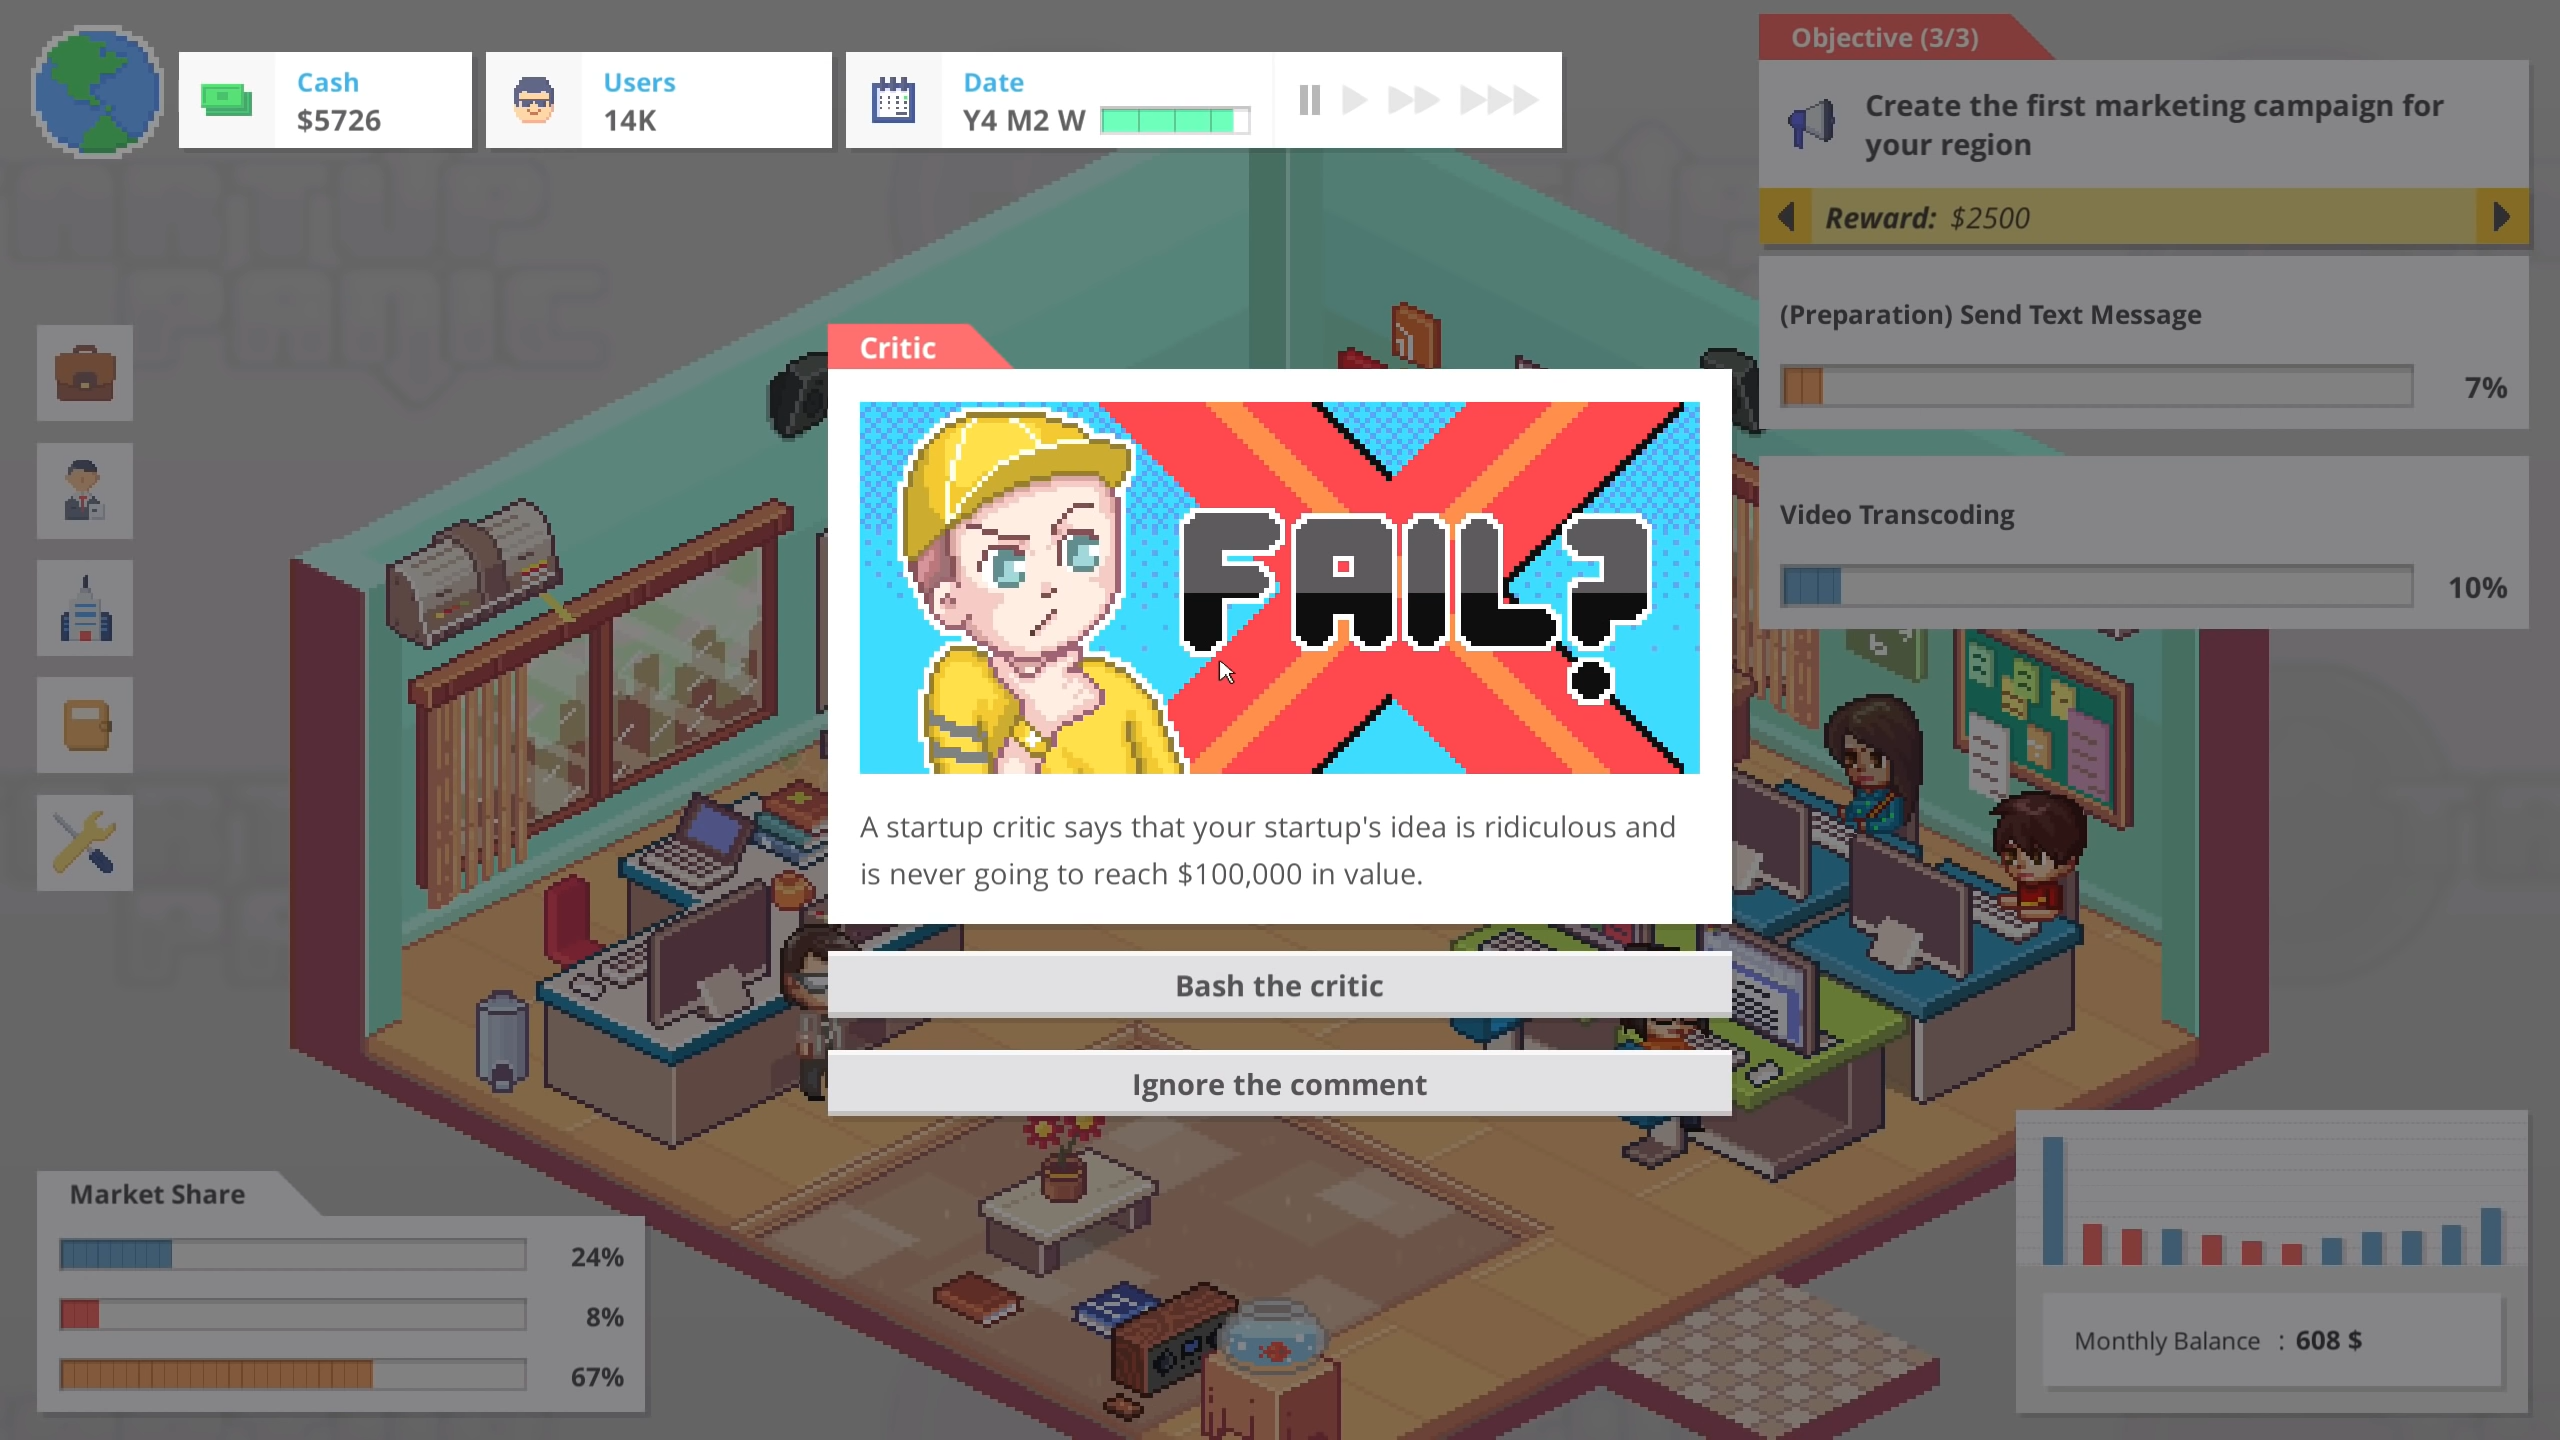 Cash
$5726
Users
14K
Date
Y4 M2 W
Objective (3/3)
Create the first marketing campaign for
your region
Reward: $2500
(Preparation) Send Text Message
7%
Video Transcoding
10%
Critic
FAIL?
A startup critic says that your startup's idea is ridiculous and
is never going to reach $100,000 in value.
Bash the critic
Ignore the comment
Market Share
24%
8%
67%
Monthly Balance : 608 $